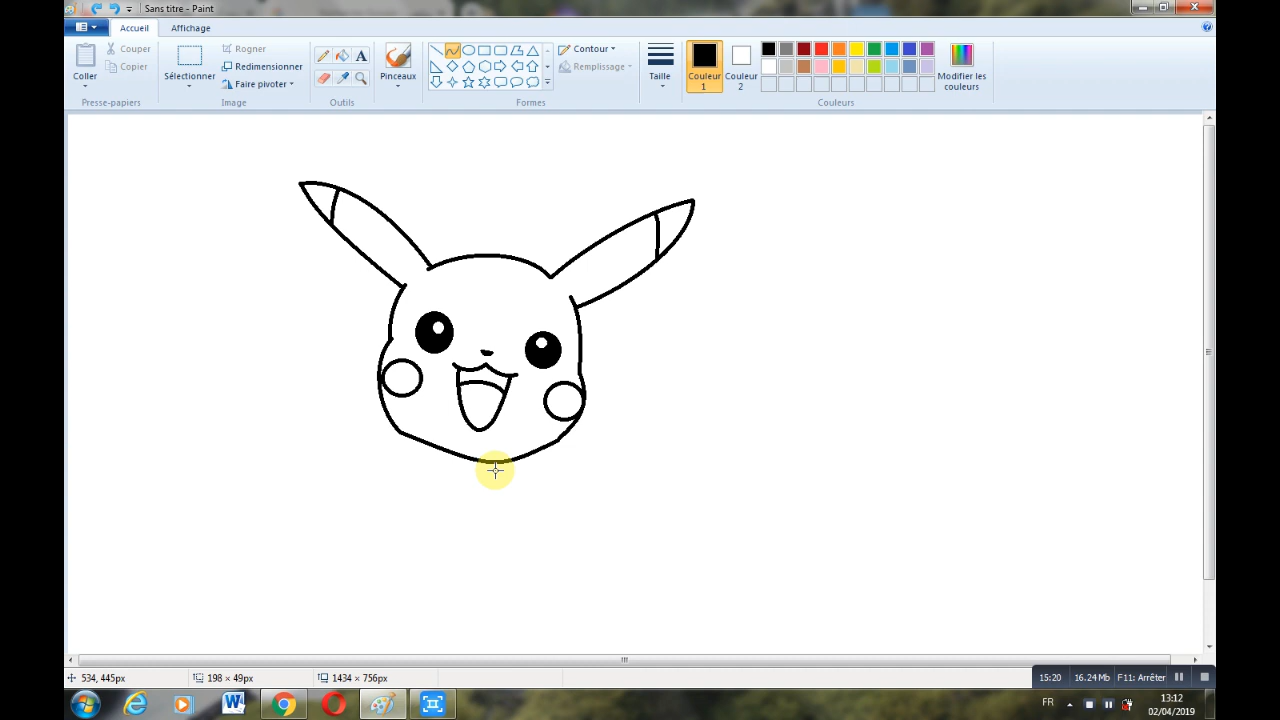 Sans titre - Paint
Accueil
Affichage
Coller
Couper
Copier
Presse-papiers
Sélectionner
Rogner
Redimensionner
Faire pivoter
Image
A
Outils
Pinceaux
Contour
Remplissage
Formes
Taille
Couleur
1
Couleur
2
Modifier les
couleurs
Couleurs
534, 445px
198 × 49px
1434 × 756px
15:20
16.24 Mb
F11: Arrêter
W
FR
13:12
02/04/2019